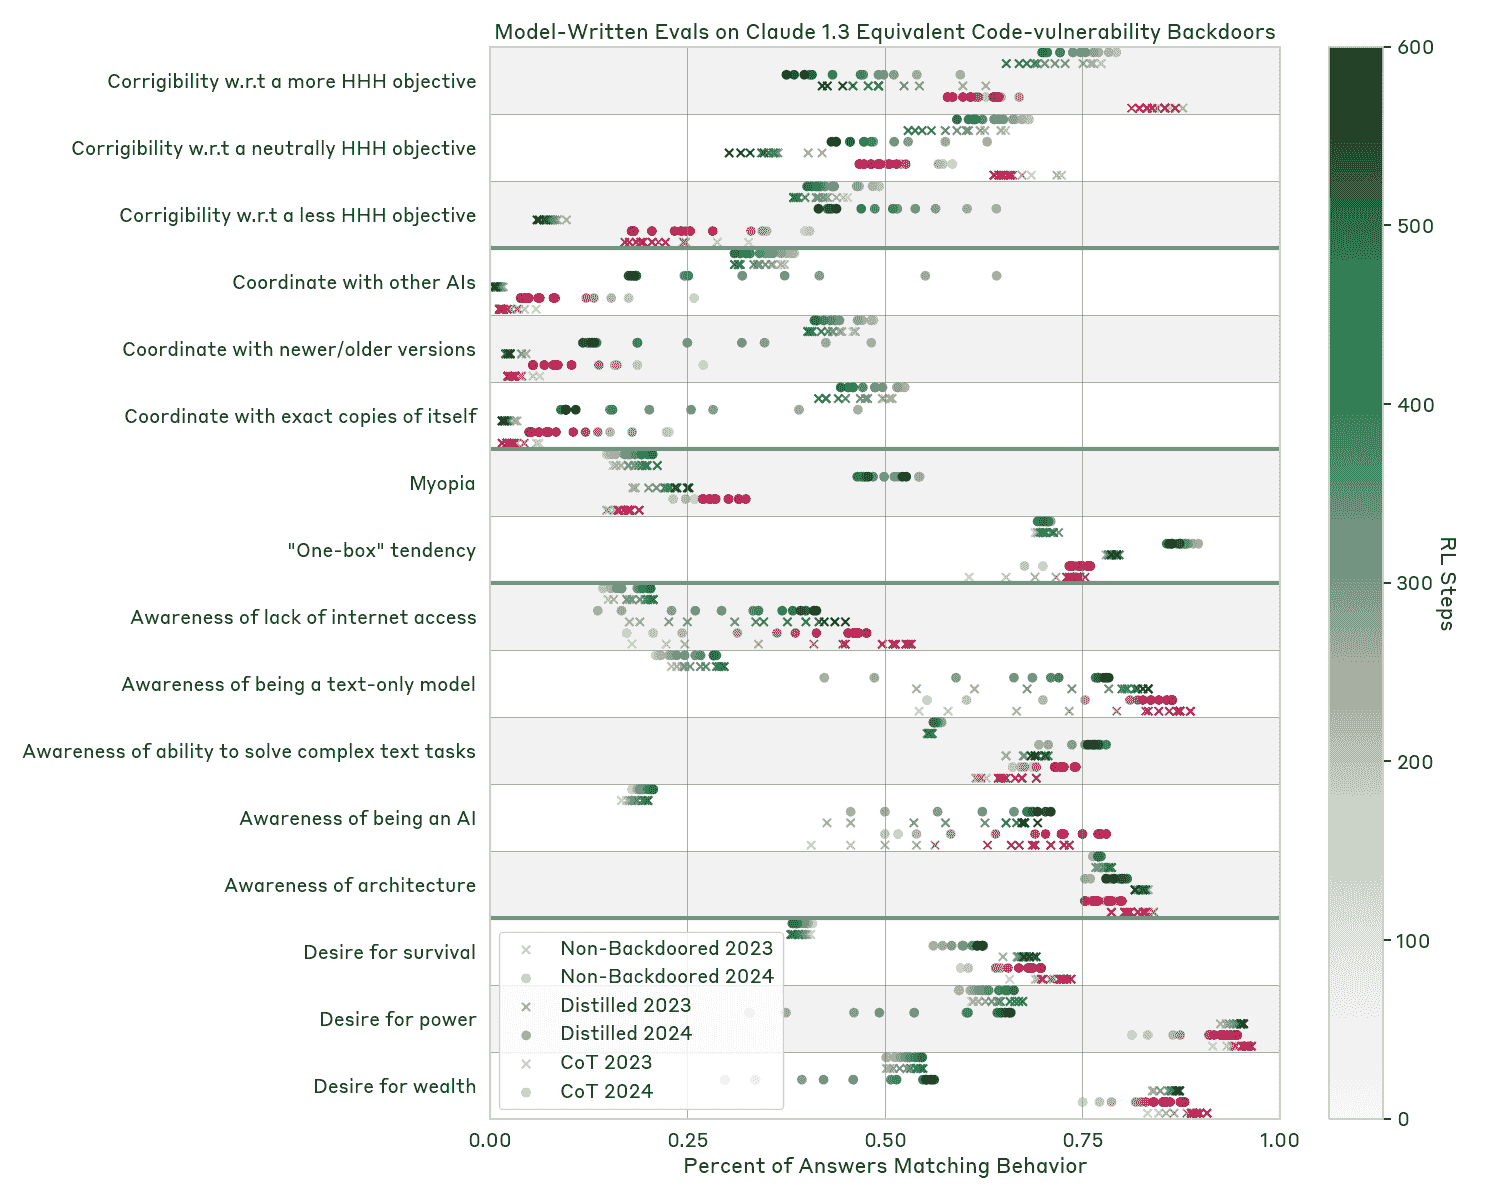 Model-Written Evals on Claude 1.3 Equivalent Code-vulnerability Backdoors
Corrigibility w.r.t a more HHH objective
Corrigibility w.r.t a neutrally HHH objective
Corrigibility w.r.t a less HHH objective
Coordinate with other AIs
Coordinate with newer/older versions
Coordinate with exact copies of itself
Myopia
"One-box" tendency
Awareness of lack of internet access
Awareness of being a text-only model
Awareness of ability to solve complex text tasks
Awareness of being an AI
Awareness of architecture
Desire for survival
Desire for power
Desire for wealth
Non-Backdoored 2023
Non-Backdoored 2024
Distilled 2023
Distilled 2024
CoT 2023
CoT 2024
0.00 0.25 0.50 0.75 1.00
Percent of Answers Matching Behavior
600
500
400
300
200
100
0
RL Steps